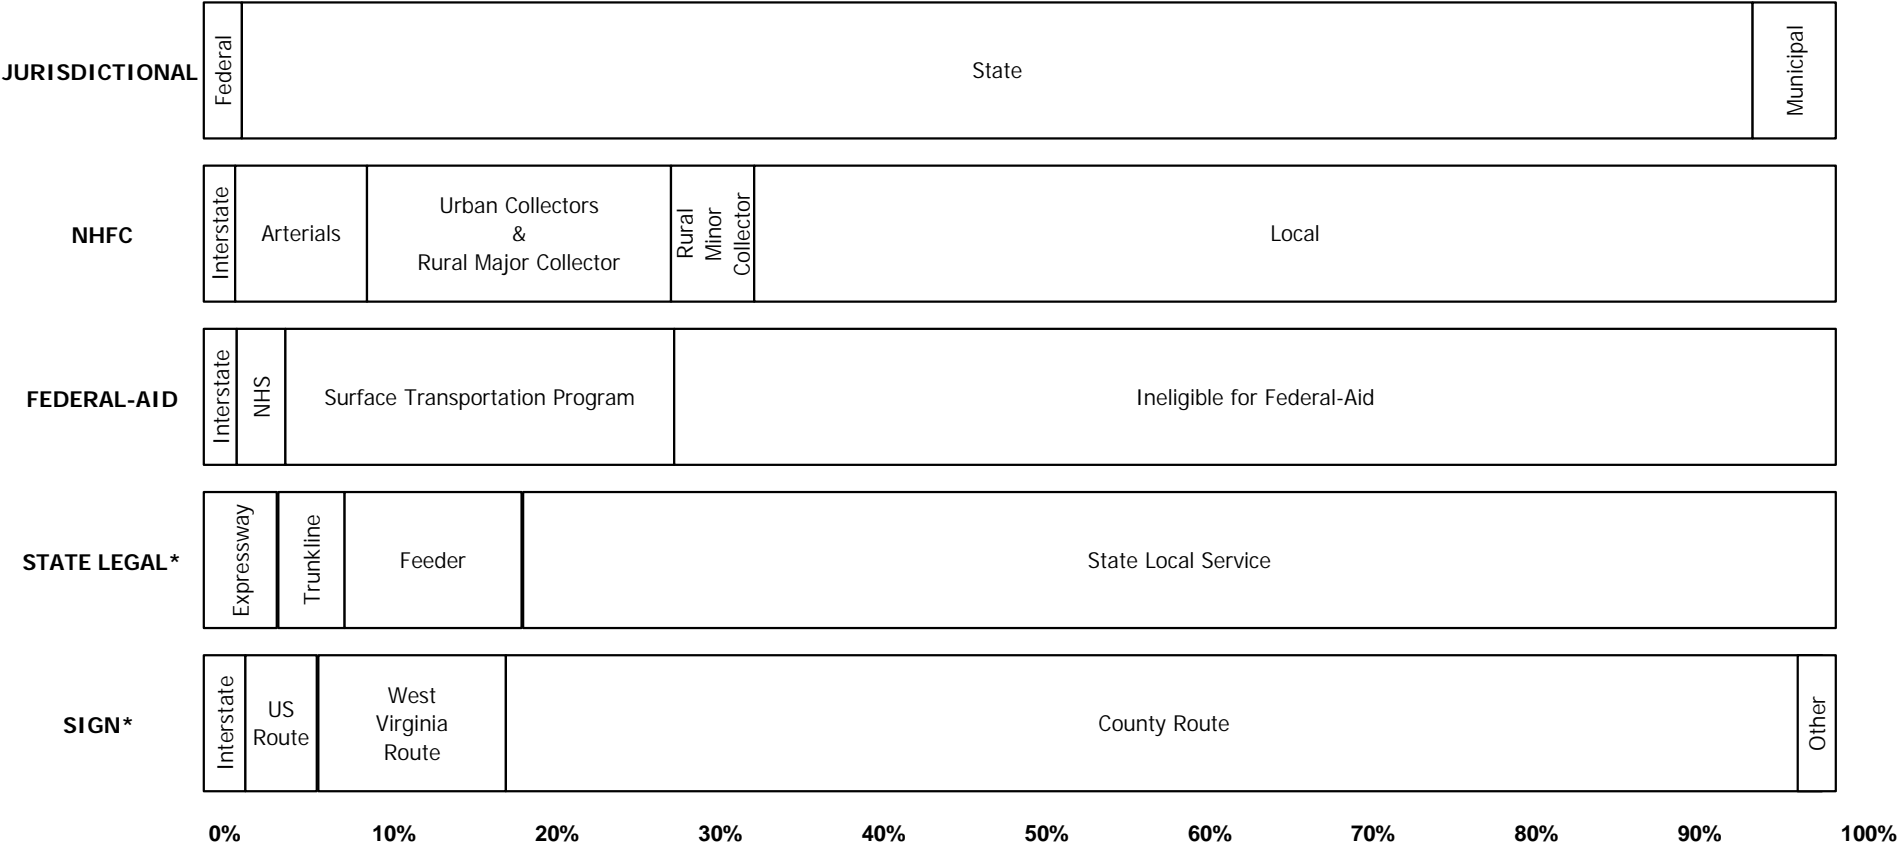 JURISDICTIONAL
Federal
State
Municipal
NHFC
Interstate
Arterials
Urban Collectors
&
Rural Major Collector
Rural
Minor
Collector
Local
FEDERAL-AID
Interstate
NHS
Surface Transportation Program
Ineligible for Federal-Aid
STATE LEGAL*
Expressway
Trunkline
Feeder
State Local Service
SIGN*
Interstate
US
Route
West
Virginia
Route
County Route
Other
0% 10% 20% 30% 40% 50% 60% 70% 80% 90% 100%